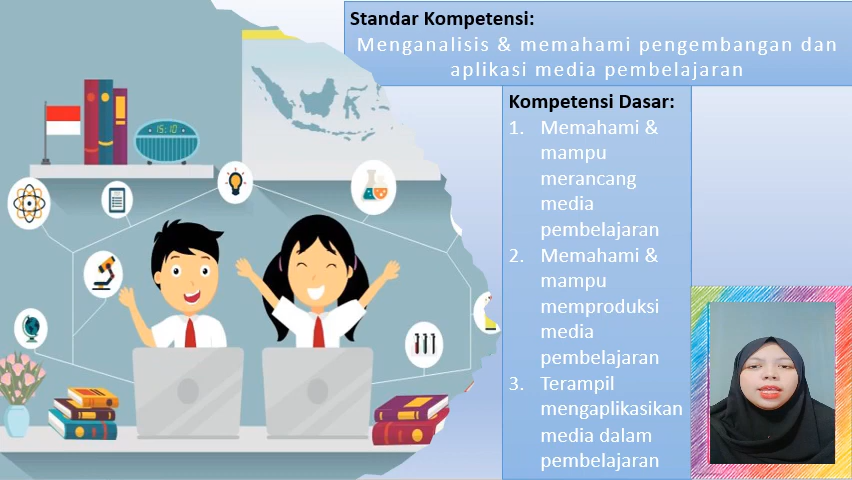 Standar Kompetensi:
Menganalisis & memahami pengembangan dan
aplikasi media pembelajaran
Kompetensi Dasar:
1. Memahami &
mampu
merancang
media
pembelajaran
2. Memahami &
mampu
memproduksi
media
pembelajaran
3. Terampil
mengaplikasikan
media dalam
pembelajaran
15:10